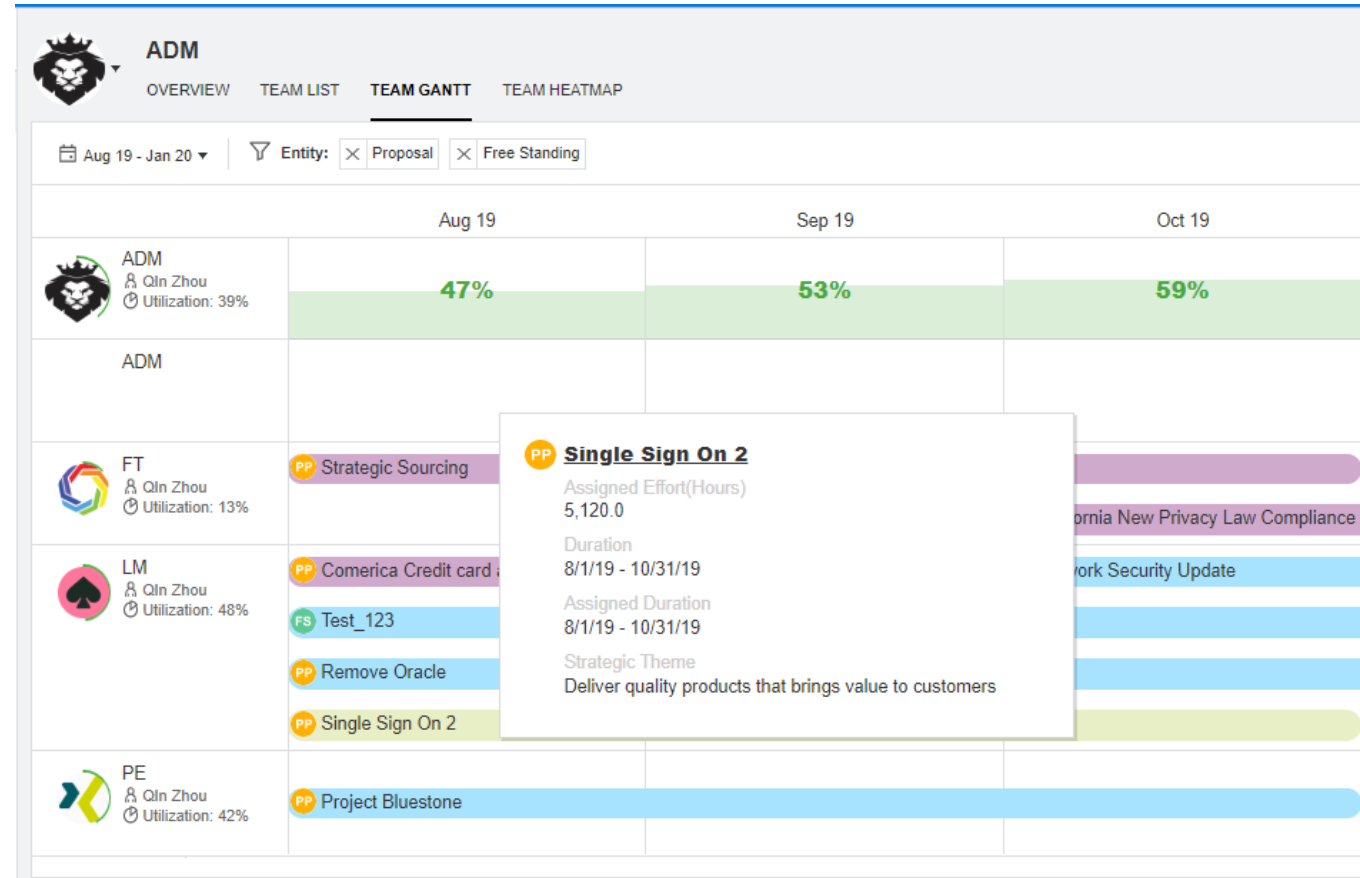 ADM
OVERVIEW TEAM LIST TEAM GANTT TEAM HEATMAP
Aug 19 - Jan 20 Entity: Proposal Free Standing
Aug 19 Sep 19 Oct 19
ADM
QIn Zhou
Utilization: 39%
47% 53% 59%
ADM
FT
QIn Zhou
Utilization: 13%
PP Strategic Sourcing
ornia New Privacy Law Compliance
LM
QIn Zhou
Utilization: 48%
PP Comerica Credit card
ork Security Update
FS Test_123
PP Remove Oracle
PP Single Sign On 2
PP Single Sign On 2
Assigned Effort(Hours)
5,120.0
Duration
8/1/19 - 10/31/19
Assigned Duration
8/1/19 - 10/31/19
Strategic Theme
Deliver quality products that brings value to customers
PE
QIn Zhou
Utilization: 42%
PP Project Bluestone